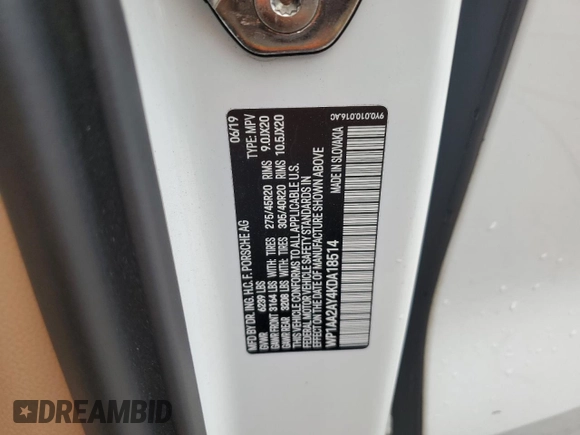 9Y0.010.016.AC
06/19 TYPE: MPV
MFD BY DR. ING. H.C. F. PORSCHE AG
GVWR 6239 LBS
GAWR FRONT 3164 LBS WITH: TIRES 275/45R20 RIMS 9.0JX20
GAWR REAR 3208 LBS WITH: TIRES 305/40R20 RIMS 10.5JX20
THIS VEHICLE CONFORMS TO ALL APPLICABLE U.S.
FEDERAL MOTOR VEHICLE SAFETY STANDARDS IN
EFFECT ON THE DATE OF MANUFACTURE SHOWN ABOVE
WP1AA2AY4KDA18514 MADE IN SLOVAKIA
DREAMBID